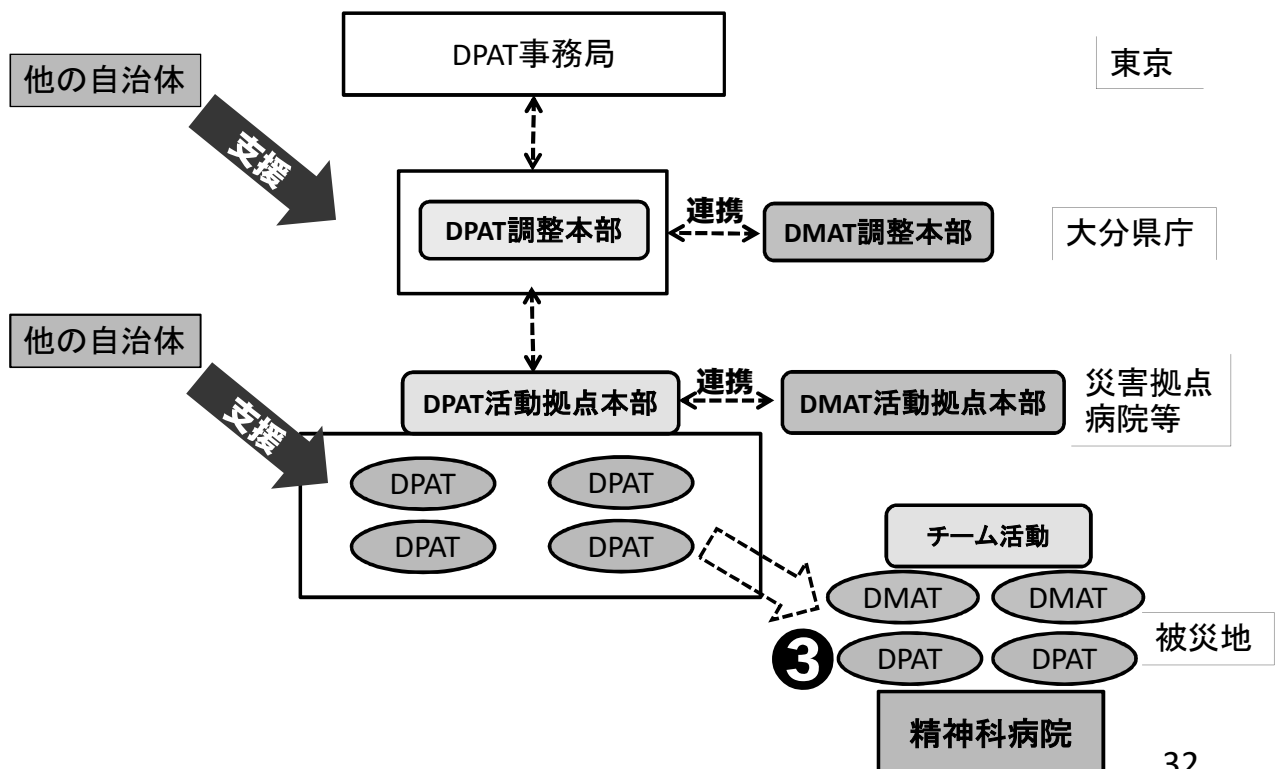 DPAT事務局
東京
他の自治体
支援
DPAT調整本部
連携
DMAT調整本部
大分県庁
他の自治体
支援
DPAT活動拠点本部
連携
DMAT活動拠点本部
災害拠点
病院等
DPAT
DPAT
DPAT
DPAT
チーム活動
DMAT
DMAT
被災地
❸
DPAT
DPAT
精神科病院
32